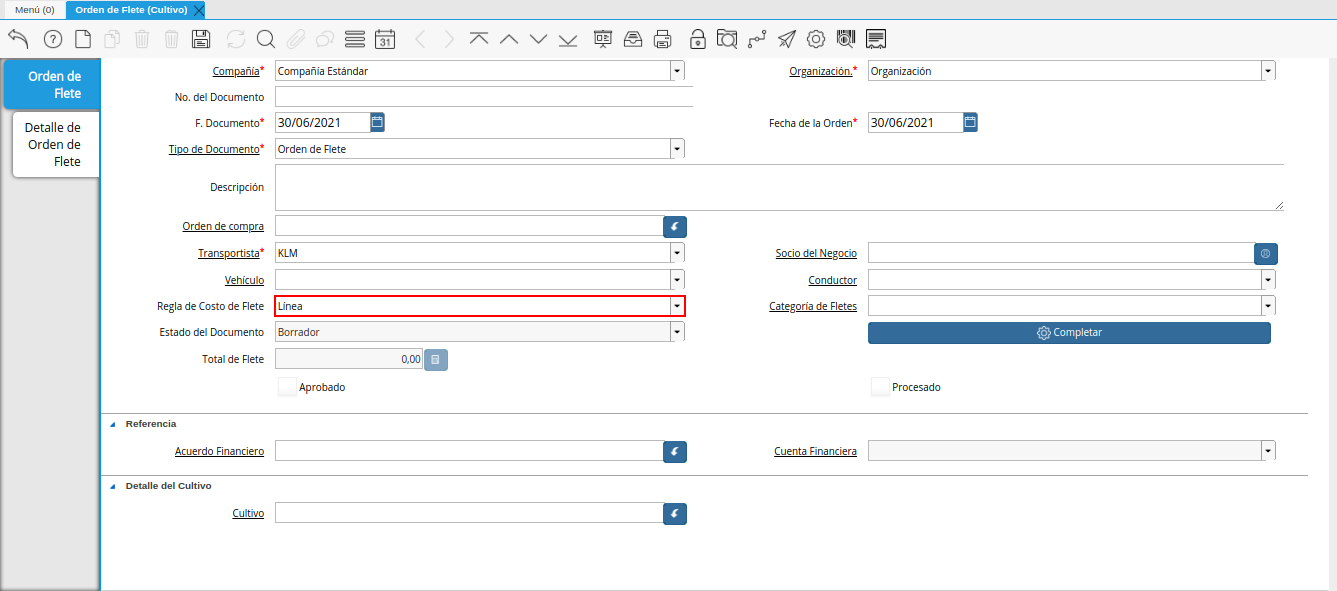 Menú (0) Orden de Flete (Cultivo)
31
Orden de Flete
Detalle de Orden de Flete
Compañía* Compañía Estándar Organización.* Organización
No. del Documento
F. Documento* 30/06/2021 Fecha de la Orden* 30/06/2021
Tipo de Documento* Orden de Flete
Descripción
Orden de compra
Transportista* KLM Socio del Negocio
Vehículo Conductor
Regla de Costo de Flete Línea Categoría de Fletes
Estado del Documento Borrador Completar
Total de Flete 0,00
Aprobado Procesado
Referencia
Acuerdo Financiero Cuenta Financiera
Detalle del Cultivo
Cultivo